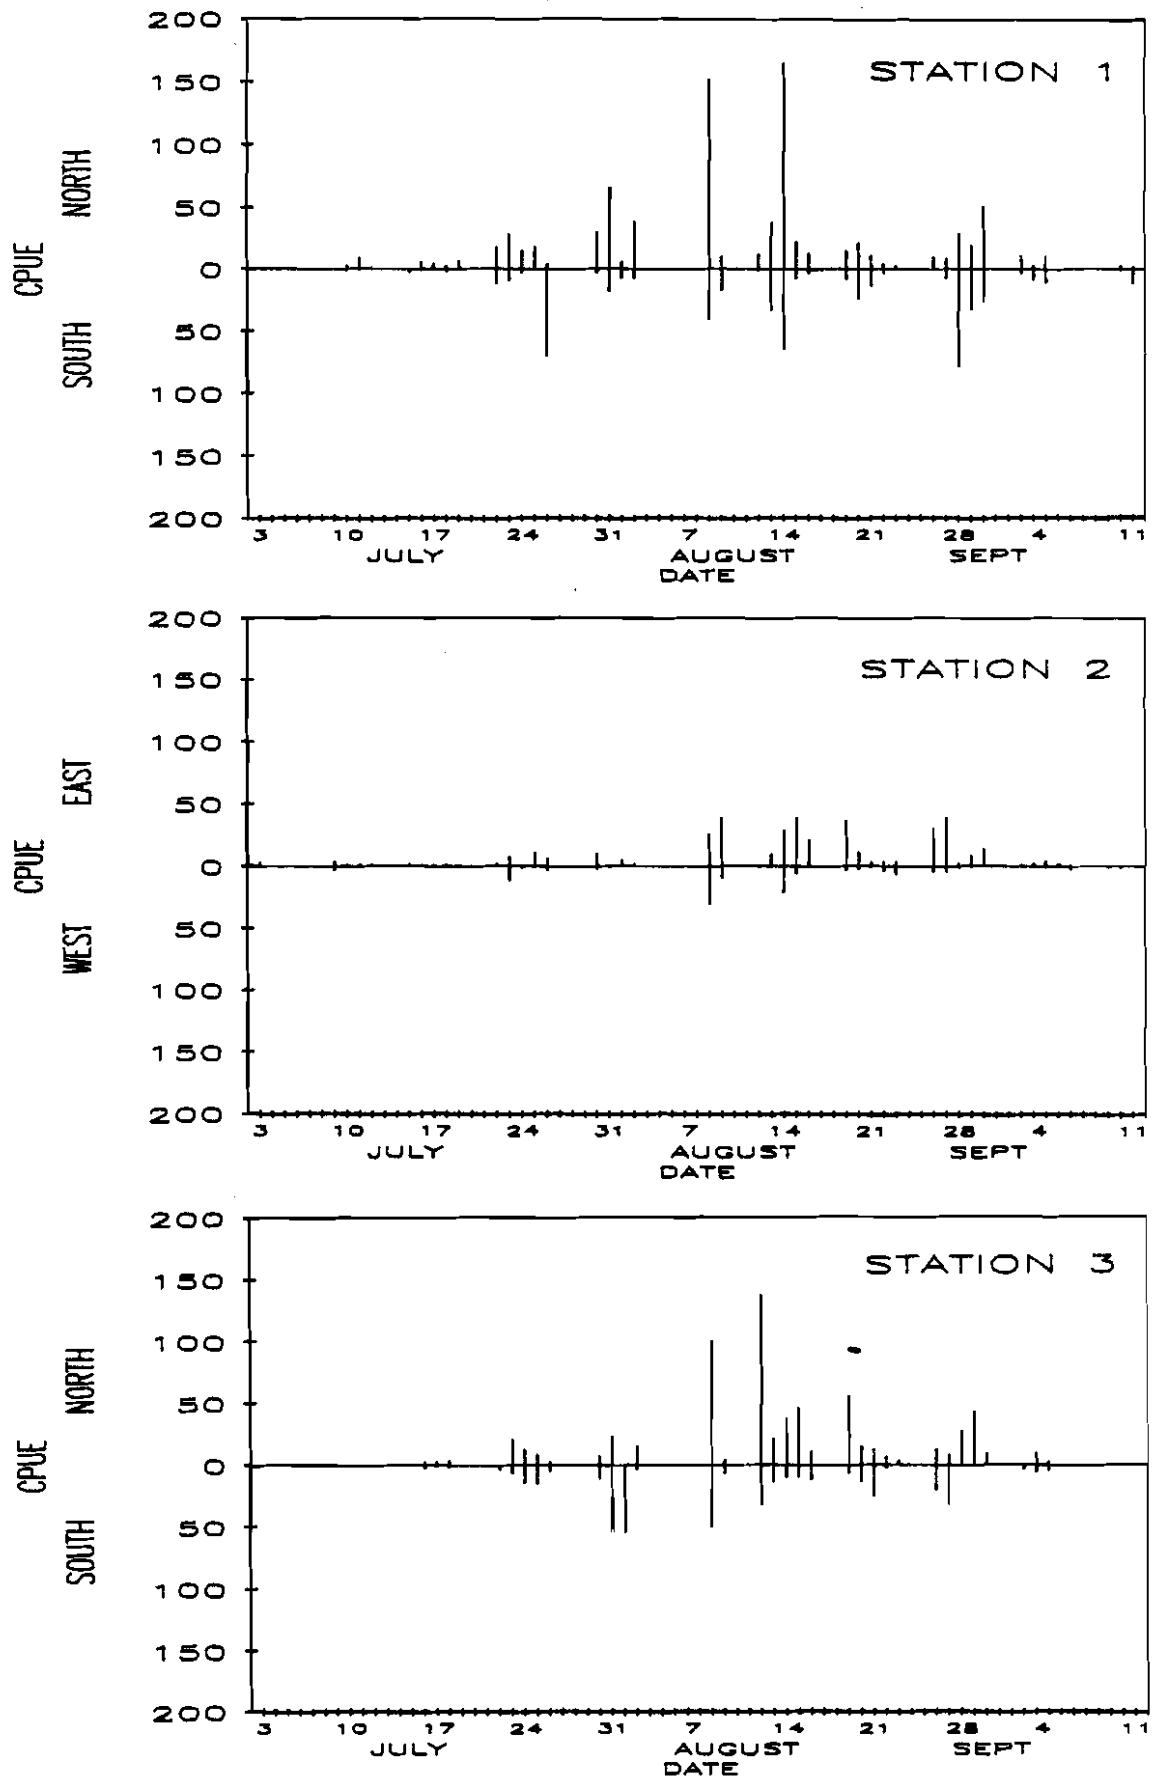 200
150
100
50
0
50
100
150
200
CPUE
NORTH
SOUTH
STATION 1
3 10 17 24 31 7 14 21 28 4 11
JULY AUGUST SEPT
DATE
200
150
100
50
0
50
100
150
200
CPUE
EAST
WEST
STATION 2
3 10 17 24 31 7 14 21 28 4 11
JULY AUGUST SEPT
DATE
200
150
100
50
0
50
100
150
200
CPUE
NORTH
SOUTH
STATION 3
3 10 17 24 31 7 14 21 28 4 11
JULY AUGUST SEPT
DATE